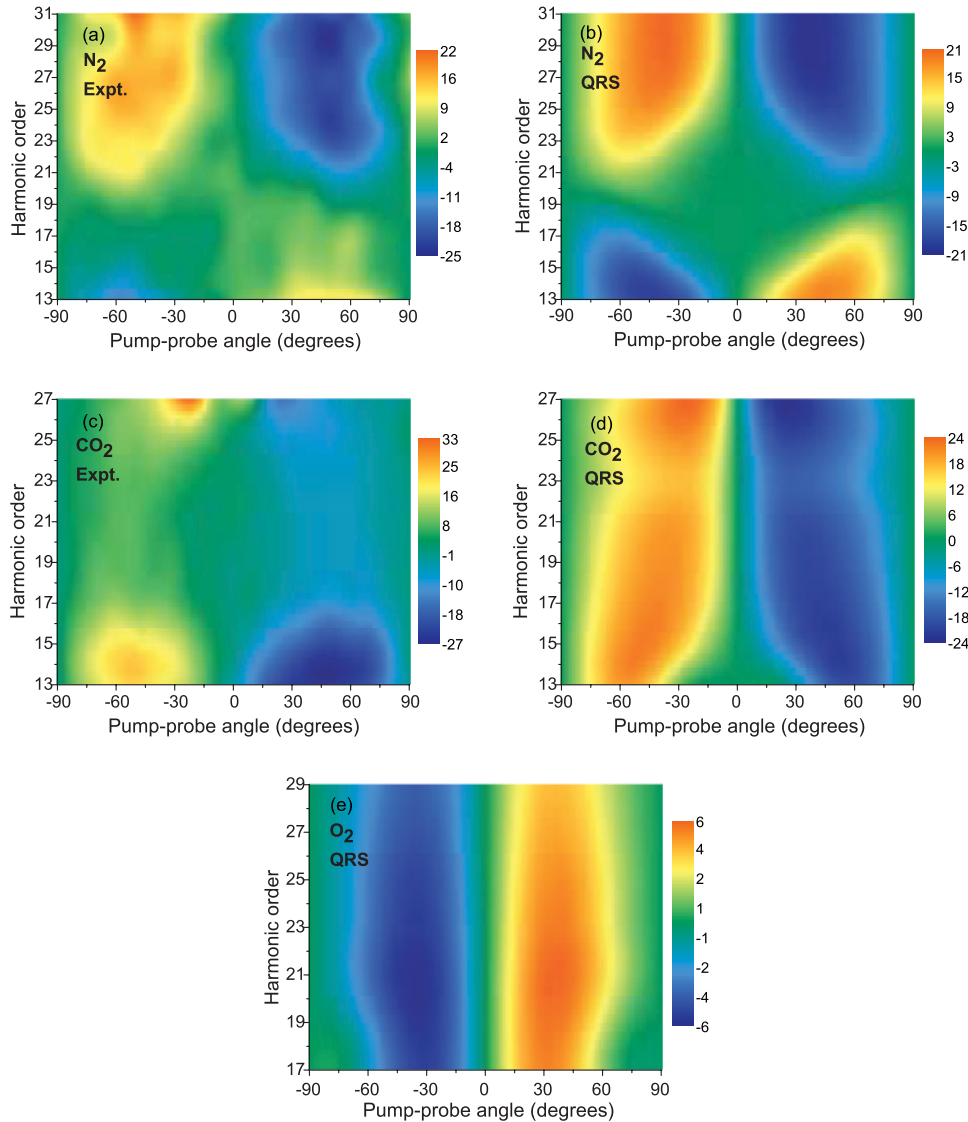 (a)
N2
Expt.
31
29
27
25
23
21
19
17
15
13
Harmonic order
-90 -60 -30 0 30 60 90
Pump-probe angle (degrees)
22
16
9
2
-4
-11
-18
-25
(b)
N2
QRS
31
29
27
25
23
21
19
17
15
13
Harmonic order
-90 -60 -30 0 30 60 90
Pump-probe angle (degrees)
21
15
9
3
-3
-9
-15
-21
(c)
CO2
Expt.
27
25
23
21
19
17
15
13
Harmonic order
-90 -60 -30 0 30 60 90
Pump-probe angle (degrees)
33
25
16
8
-1
-10
-18
-27
(d)
CO2
QRS
27
25
23
21
19
17
15
13
Harmonic order
-90 -60 -30 0 30 60 90
Pump-probe angle (degrees)
24
18
12
6
0
-6
-12
-18
-24
(e)
O2
QRS
29
27
25
23
21
19
17
Harmonic order
-90 -60 -30 0 30 60 90
Pump-probe angle (degrees)
6
4
2
1
-1
-2
-4
-6